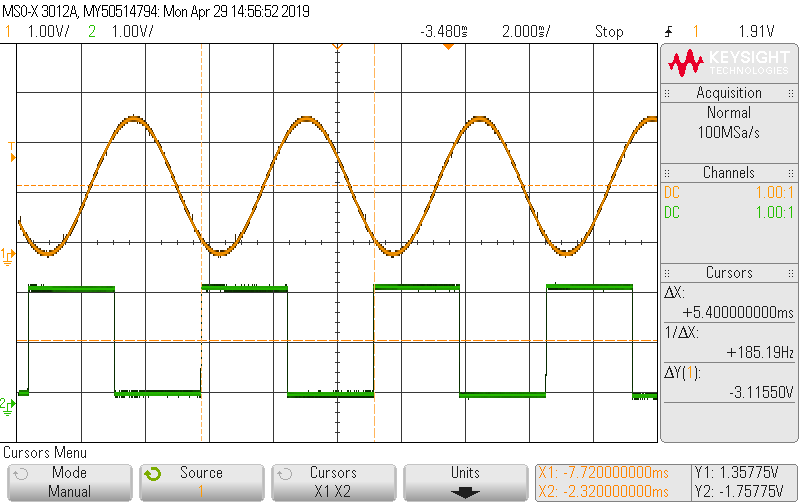 MSO-X 3012A, MY50514794: Mon Apr 29 14:56:52 2019
1 1.00V/ 2 1.00V/ -3.480ms 2.000ms/ Stop 1 1.91V
KEYSIGHT
TECHNOLOGIES
Acquisition
Normal
100MSa/s
Channels
DC 1.00:1
DC 1.00:1
Cursors
ΔX:
+5.400000000ms
1/ΔX:
+185.19Hz
ΔY(1):
-3.11550V
T
1
2
Cursors Menu
Mode
Manual
Source
1
Cursors
X1 X2
Units
X1: -7.720000000ms
X2: -2.320000000ms
Y1: 1.35775V
Y2: -1.75775V